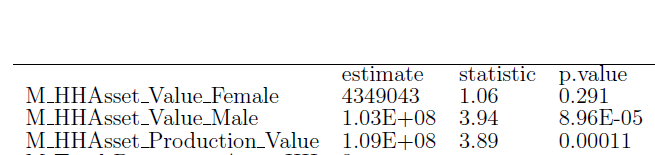 estimate statistic p.value
M_HHAsset_Value_Female 4349043 1.06 0.291
M_HHAsset_Value_Male 1.03E+08 3.94 8.96E-05
M_HHAsset_Production_Value 1.09E+08 3.89 0.00011